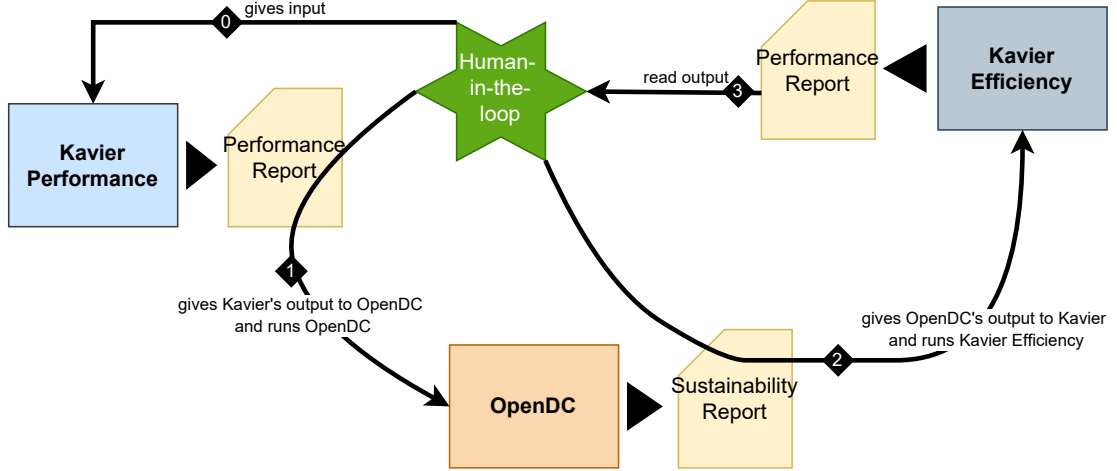 0
gives input
Human-
in-the-
loop
read output
3
Performance
Report
Kavier
Efficiency
Kavier
Performance
Performance
Report
1
gives Kavier's output to OpenDC
and runs OpenDC
OpenDC
Sustainability
Report
2
gives OpenDC's output to Kavier
and runs Kavier Efficiency